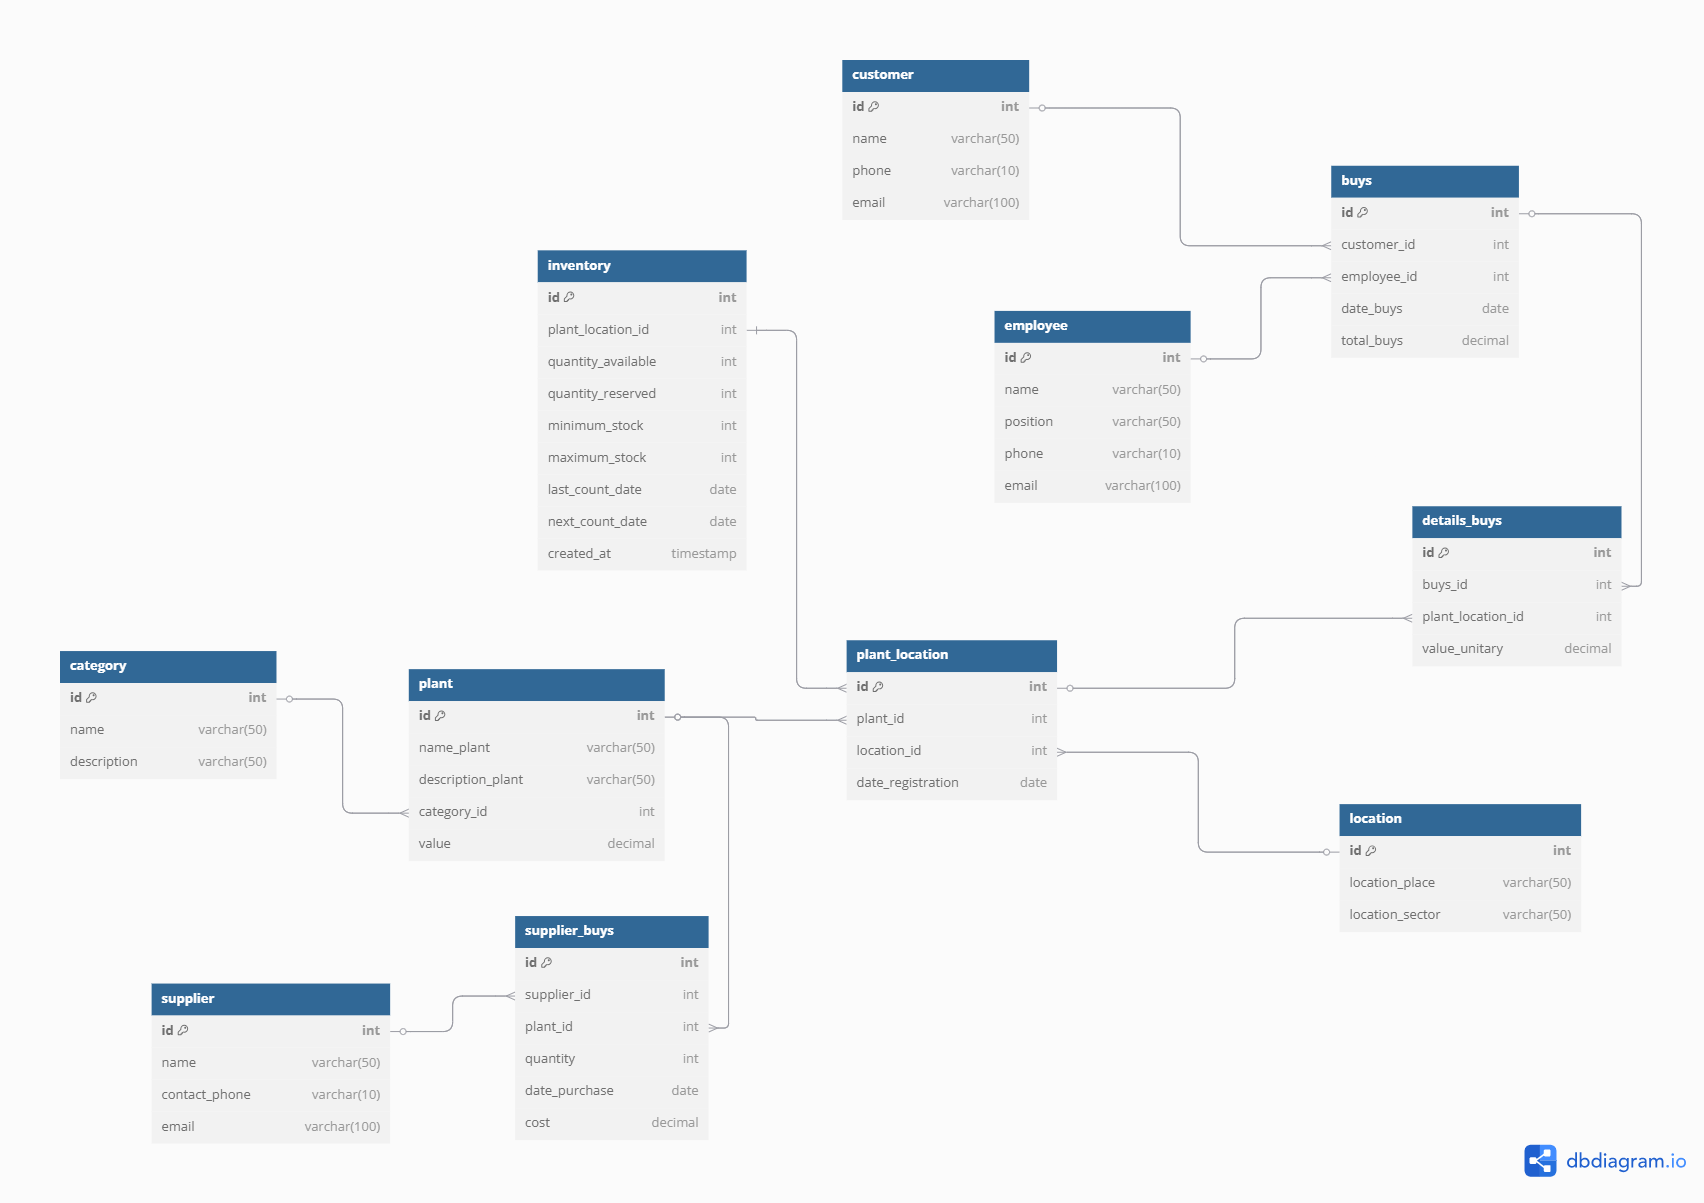 customer
id int
name varchar(50)
phone varchar(10)
email varchar(100)
buys
id int
customer_id int
employee_id int
date_buys date
total_buys decimal
inventory
id int
plant_location_id int
quantity_available int
quantity_reserved int
minimum_stock int
maximum_stock int
last_count_date date
next_count_date date
created_at timestamp
employee
id int
name varchar(50)
position varchar(50)
phone varchar(10)
email varchar(100)
details_buys
id int
buys_id int
plant_location_id int
value_unitary decimal
category
id int
name varchar(50)
description varchar(50)
plant
id int
name_plant varchar(50)
description_plant varchar(50)
category_id int
value decimal
plant_location
id int
plant_id int
location_id int
date_registration date
location
id int
location_place varchar(50)
location_sector varchar(50)
supplier_buys
id int
supplier_id int
plant_id int
quantity int
date_purchase date
cost decimal
supplier
id int
name varchar(50)
contact_phone varchar(10)
email varchar(100)
dbdiagram.io